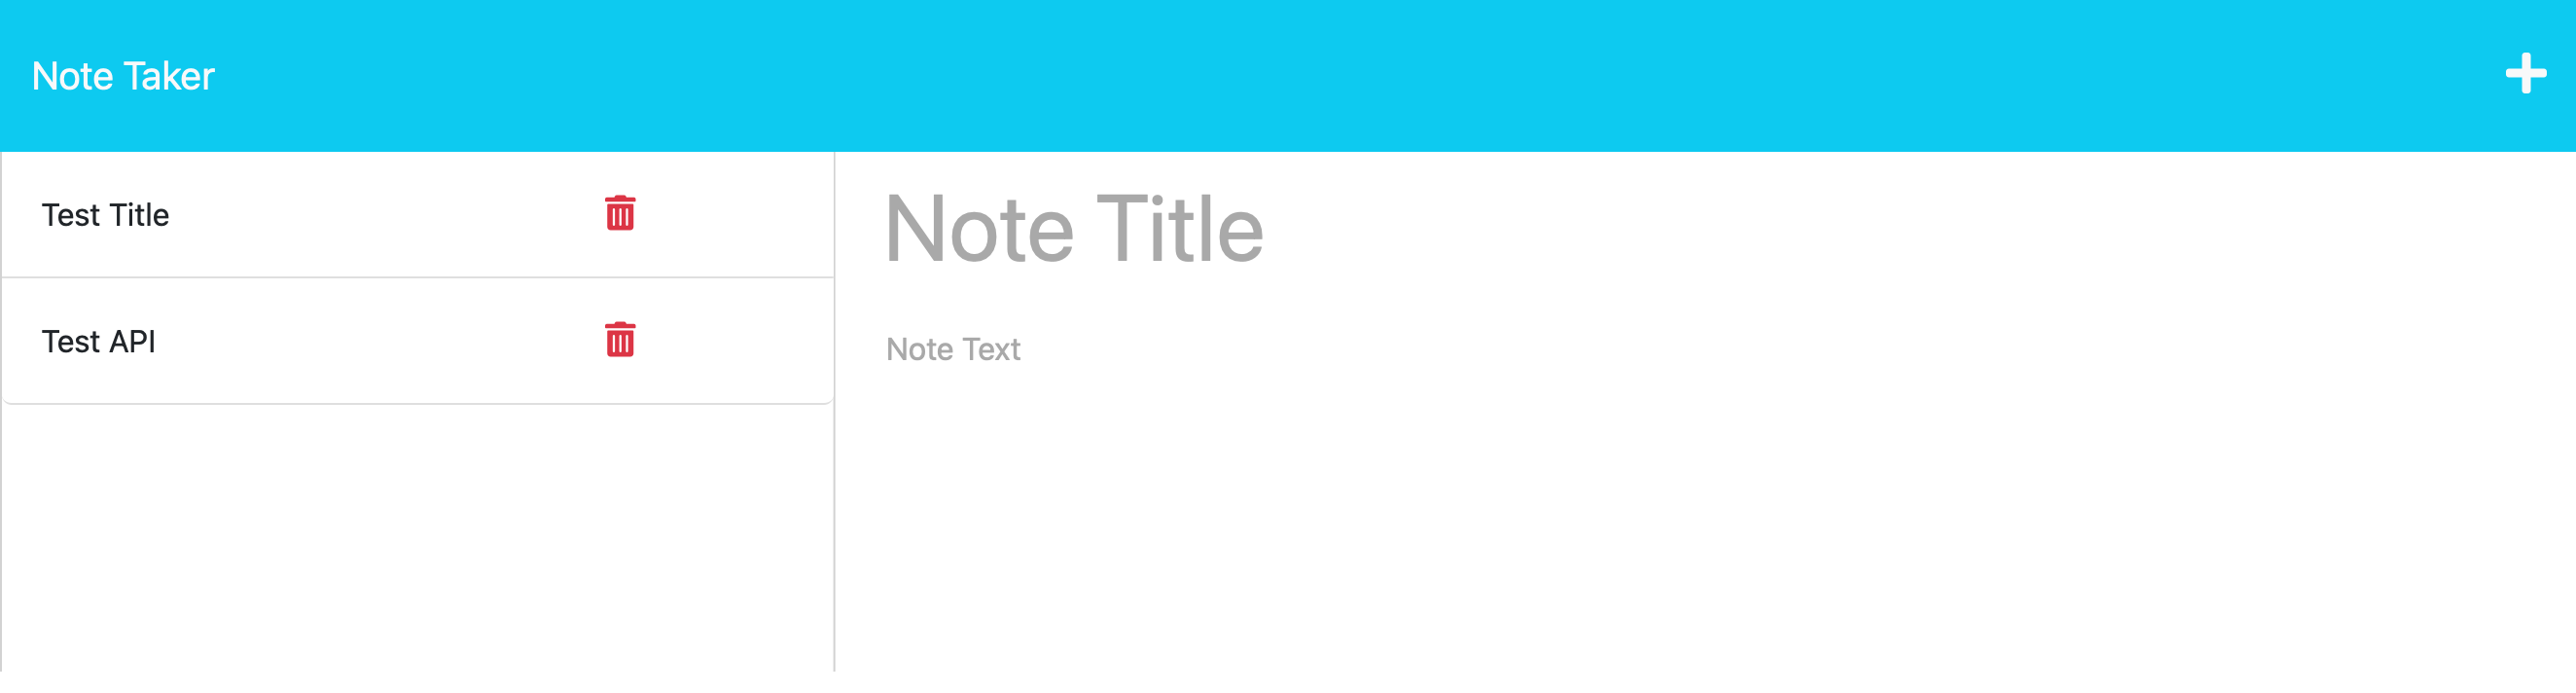 Note Taker
Test Title
Test API
Note Title
Note Text